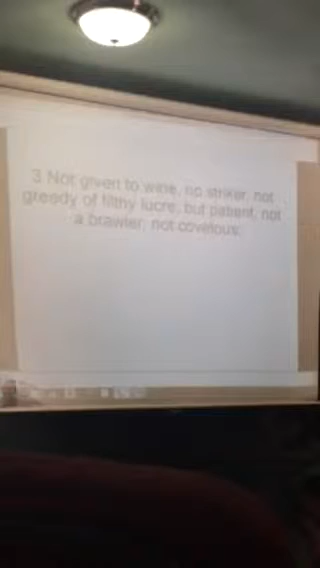 3 Not given to wine, no striker, not
greedy of filthy lucre; but patient, not
a brawler, not covetous;